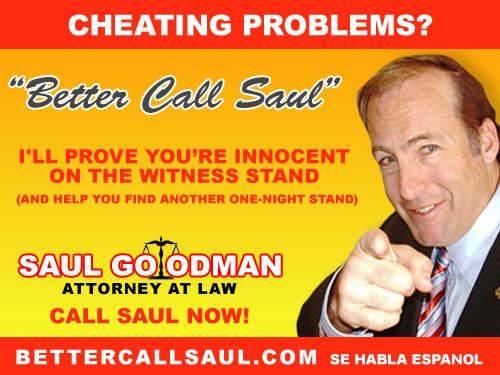 CHEATING PROBLEMS?
"Better Call Saul"
I'LL PROVE YOU'RE INNOCENT
ON THE WITNESS STAND
(AND HELP YOU FIND ANOTHER ONE-NIGHT STAND)
SAUL GOODMAN
ATTORNEY AT LAW
CALL SAUL NOW!
BETTERCALLSAUL.COM SE HABLA ESPANOL